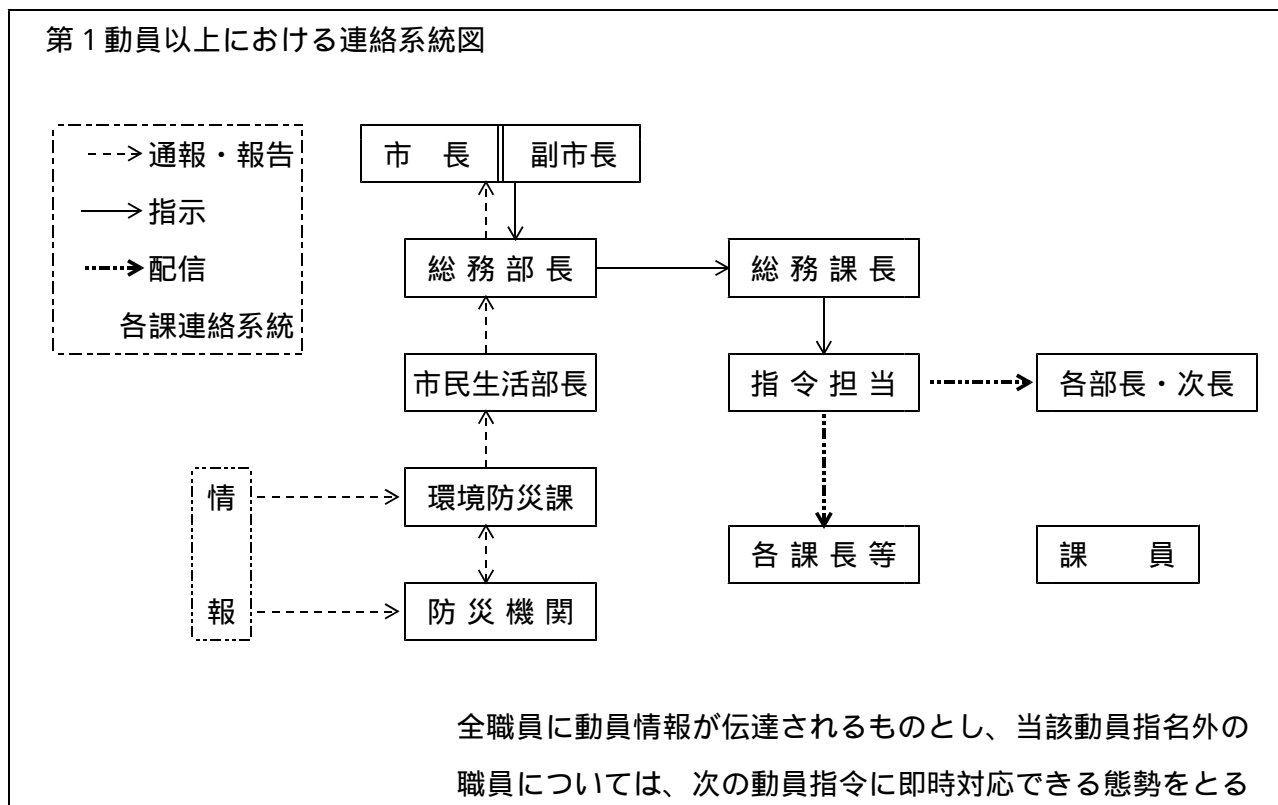 第1動員以上における連絡系統図
通報・報告
指示
配信
各課連絡系統
市　長
副市長
総務部長
総務課長
市民生活部長
指令担当
各部長・次長
情
環境防災課
各課長等
課　　員
報
防災機関
全職員に動員情報が伝達されるものとし、当該動員指名外の
職員については、次の動員指令に即時対応できる態勢をとる